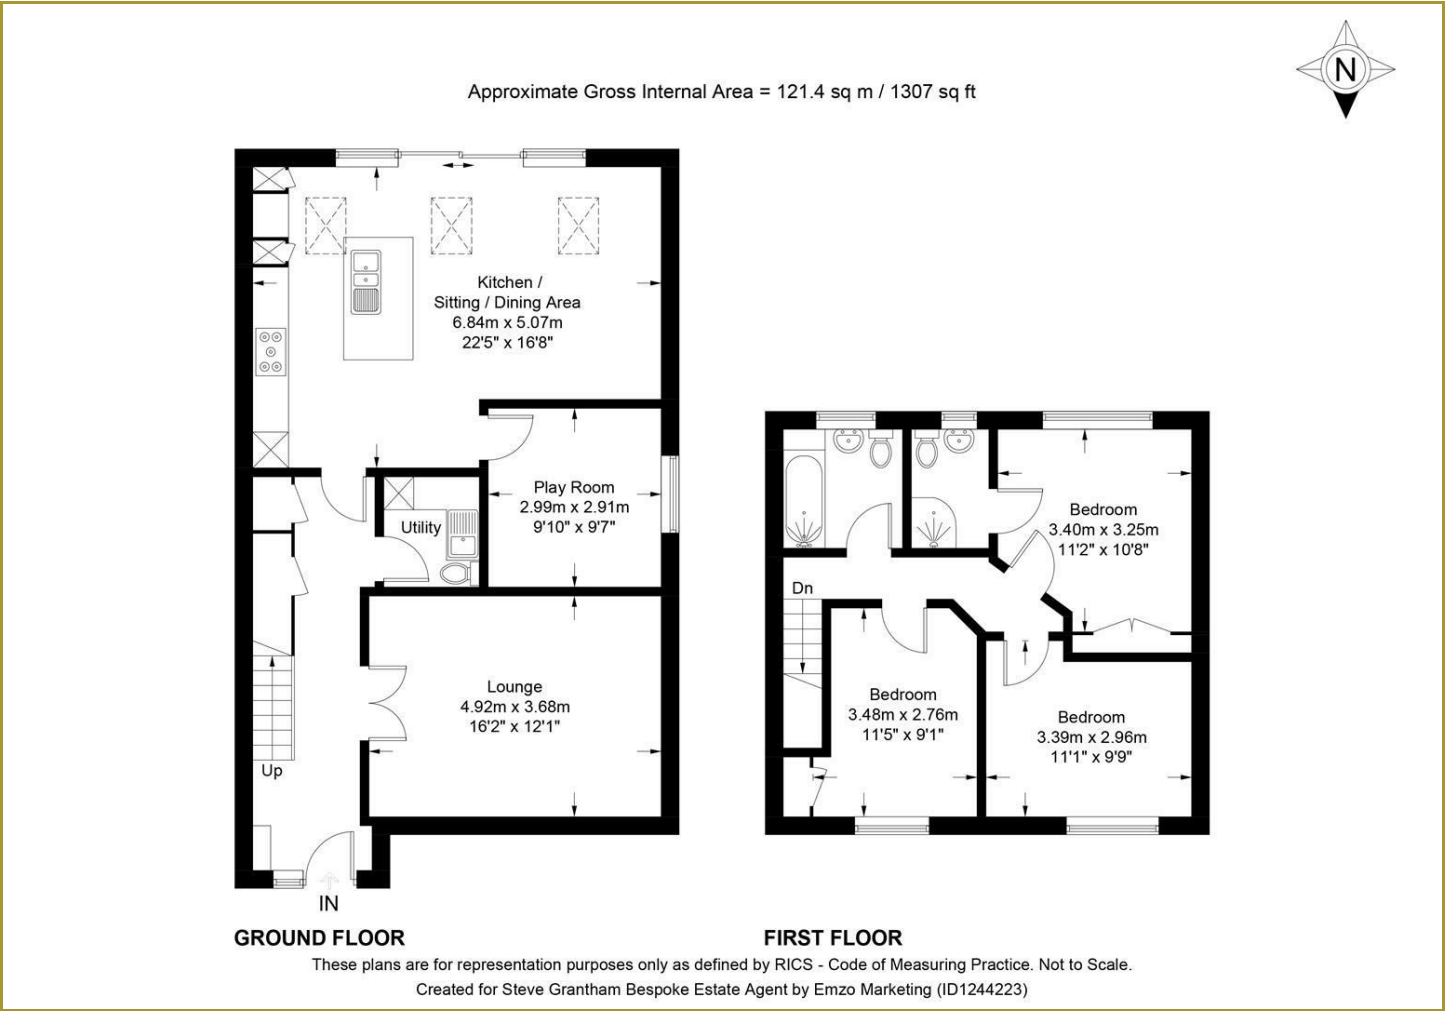 N
Approximate Gross Internal Area = 121.4 sq m / 1307 sq ft
Kitchen /
Sitting / Dining Area
6.84m x 5.07m
22'5" x 16'8"
Play Room
2.99m x 2.91m
9'10" x 9'7"
Utility
Lounge
4.92m x 3.68m
16'2" x 12'1"
Up
IN
Bedroom
3.40m x 3.25m
11'2" x 10'8"
Dn
Bedroom
3.48m x 2.76m
11'5" x 9'1"
Bedroom
3.39m x 2.96m
11'1" x 9'9"
GROUND FLOOR
FIRST FLOOR
These plans are for representation purposes only as defined by RICS - Code of Measuring Practice. Not to Scale.
Created for Steve Grantham Bespoke Estate Agent by Emzo Marketing (ID1244223)